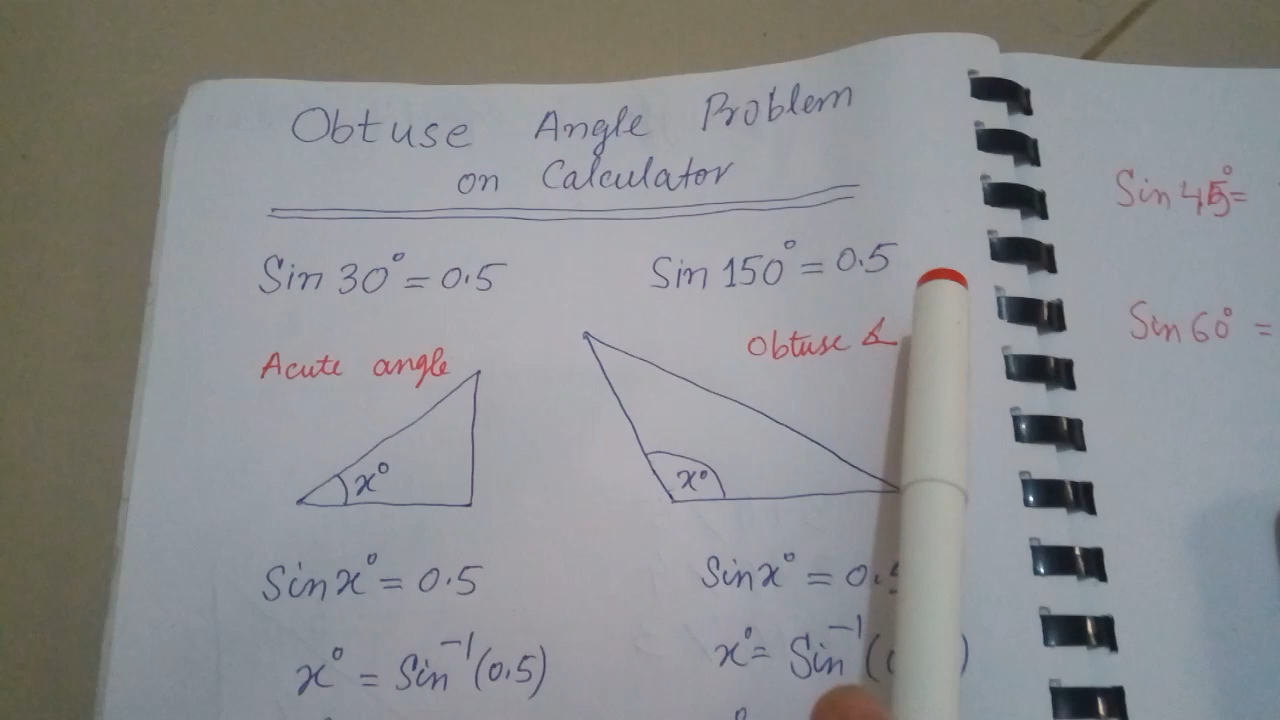 Obtuse Angle Problem
on Calculator
Sin 30° = 0.5
Sin 150° = 0.5
Acute angle
Obtuse ∡
x°
x°
Sin x° = 0.5
Sin x° = 0.
x° = Sin⁻¹(0.5)
x° = Sin⁻¹( )
Sin 45° =
Sin 60° =